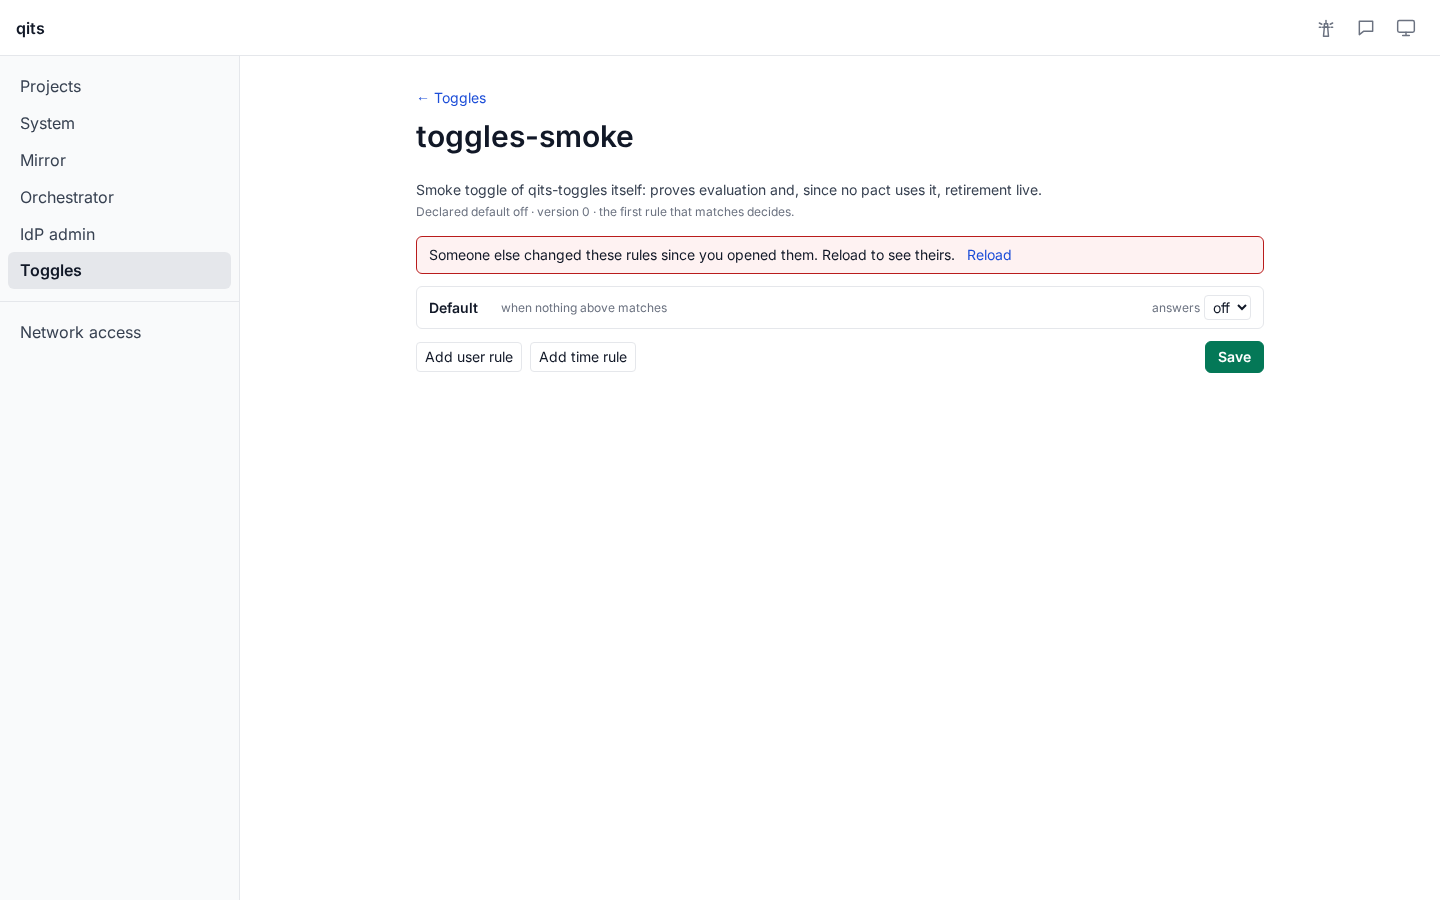 qits
Projects
System
Mirror
Orchestrator
IdP admin
Toggles
Network access
← Toggles
toggles-smoke
Smoke toggle of qits-toggles itself: proves evaluation and, since no pact uses it, retirement live.
Declared default off · version 0 · the first rule that matches decides.
Someone else changed these rules since you opened them. Reload to see theirs. Reload
Default when nothing above matches answers off
Add user rule Add time rule Save